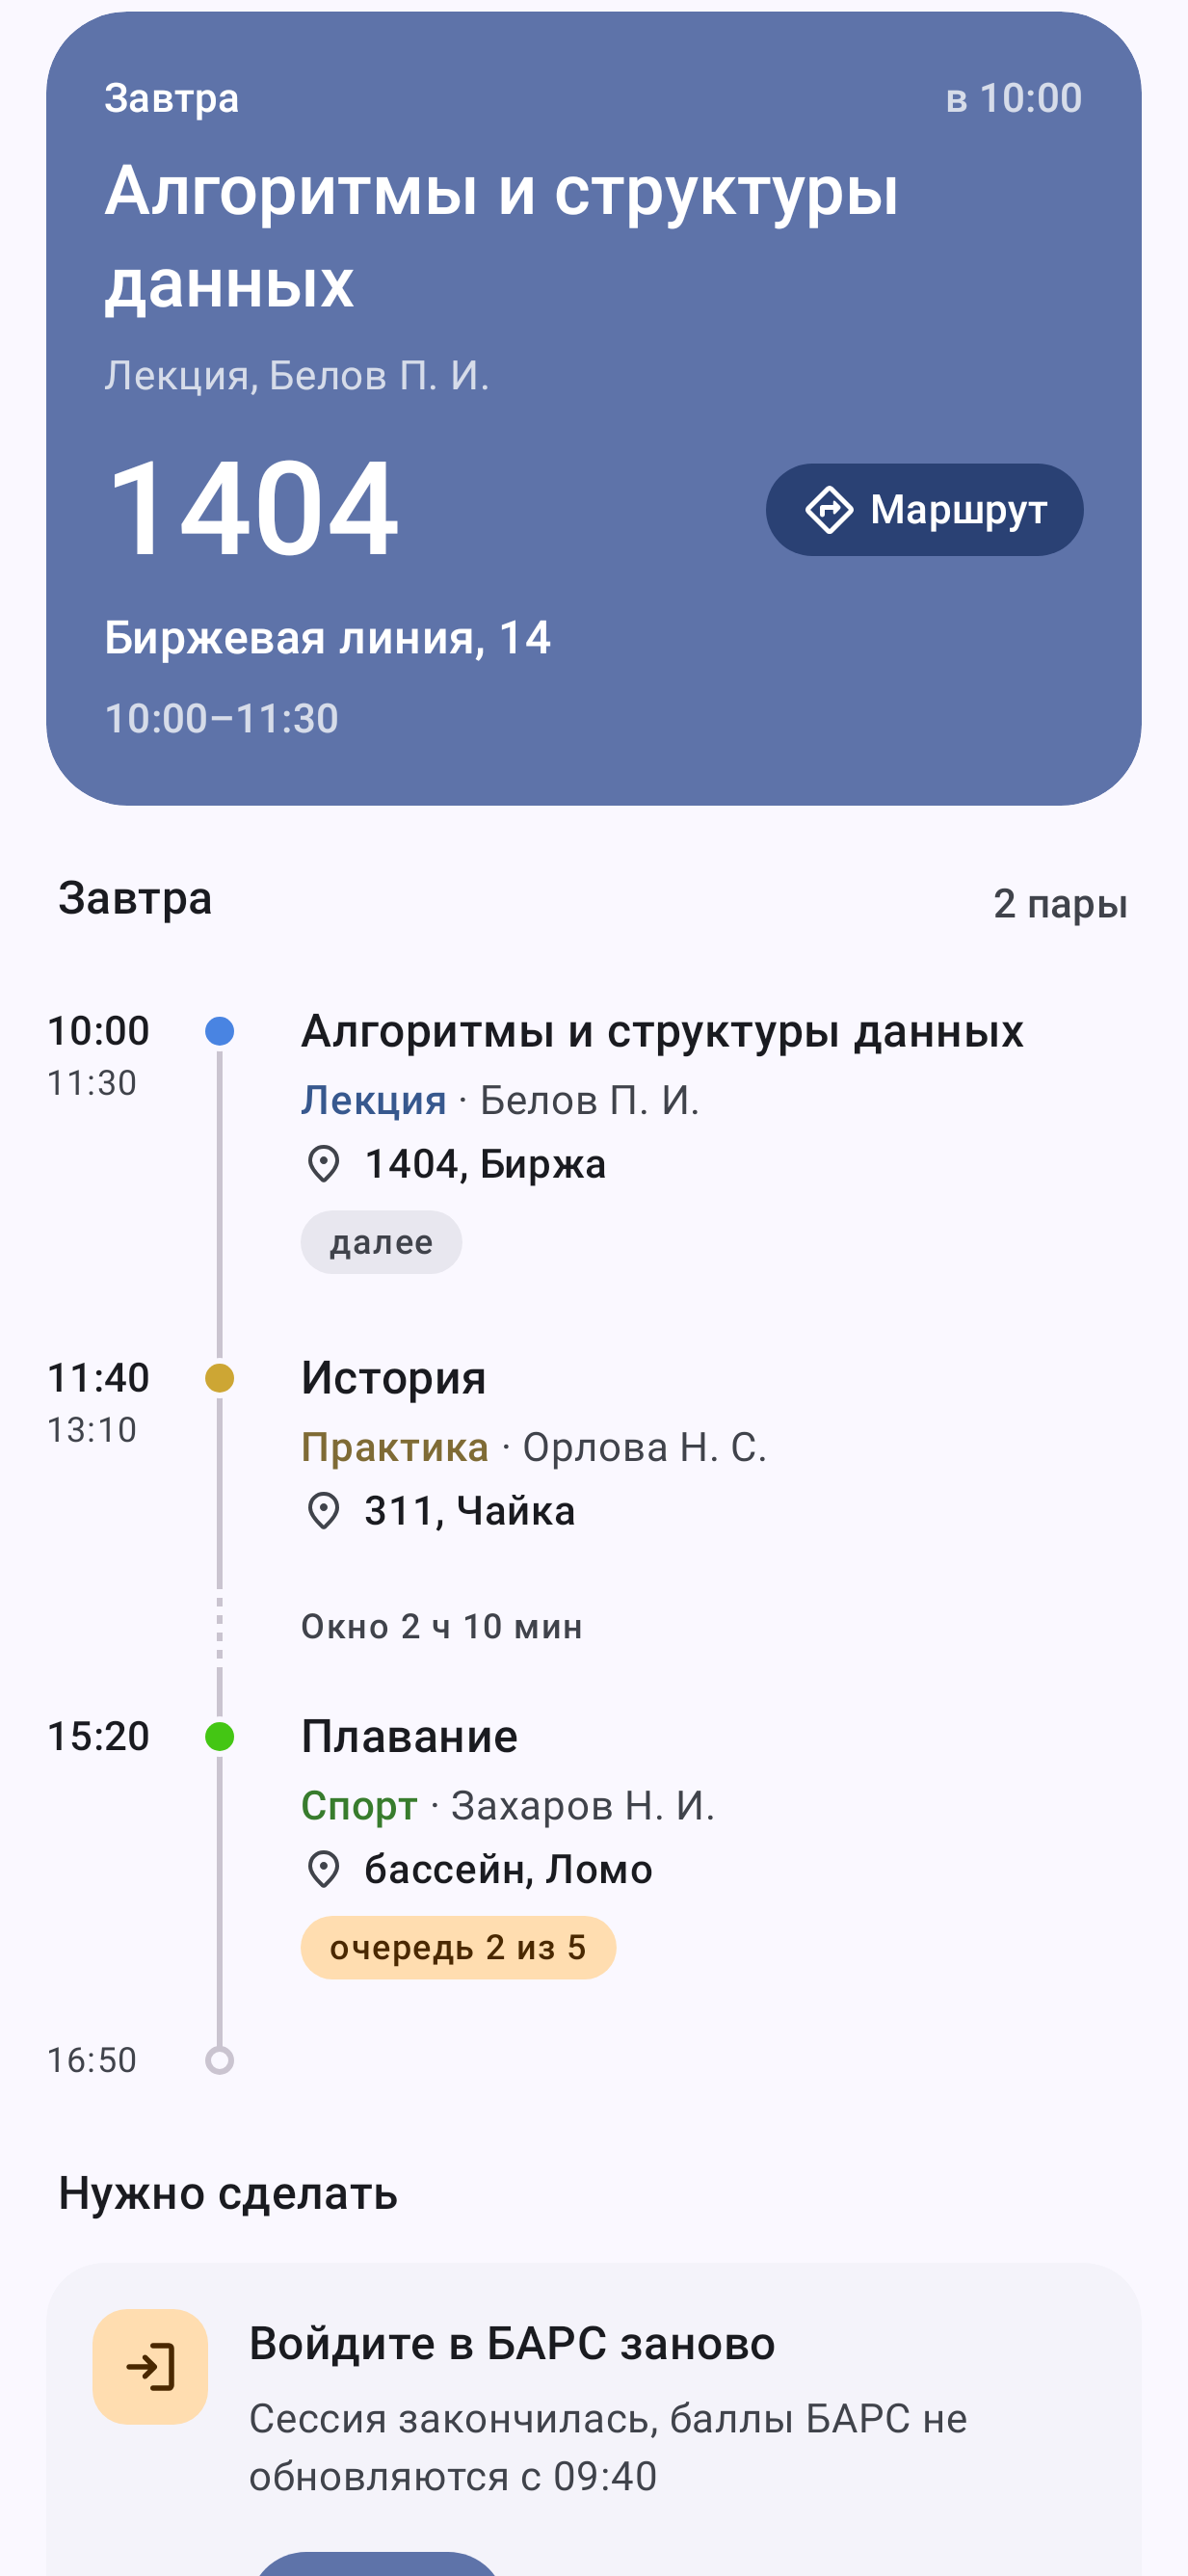 Завтра
в 10:00
Алгоритмы и структуры
данных
Лекция, Белов П. И.
1404
Маршрут
Биржевая линия, 14
10:00–11:30
Завтра
2 пары
10:00
Алгоритмы и структуры данных
11:30
Лекция · Белов П. И.
1404, Биржа
далее
11:40
История
13:10
Практика · Орлова Н. С.
311, Чайка
Окно 2 ч 10 мин
15:20
Плавание
Спорт · Захаров Н. И.
бассейн, Ломо
очередь 2 из 5
16:50
Нужно сделать
Войдите в БАРС заново
Сессия закончилась, баллы БАРС не
обновляются с 09:40